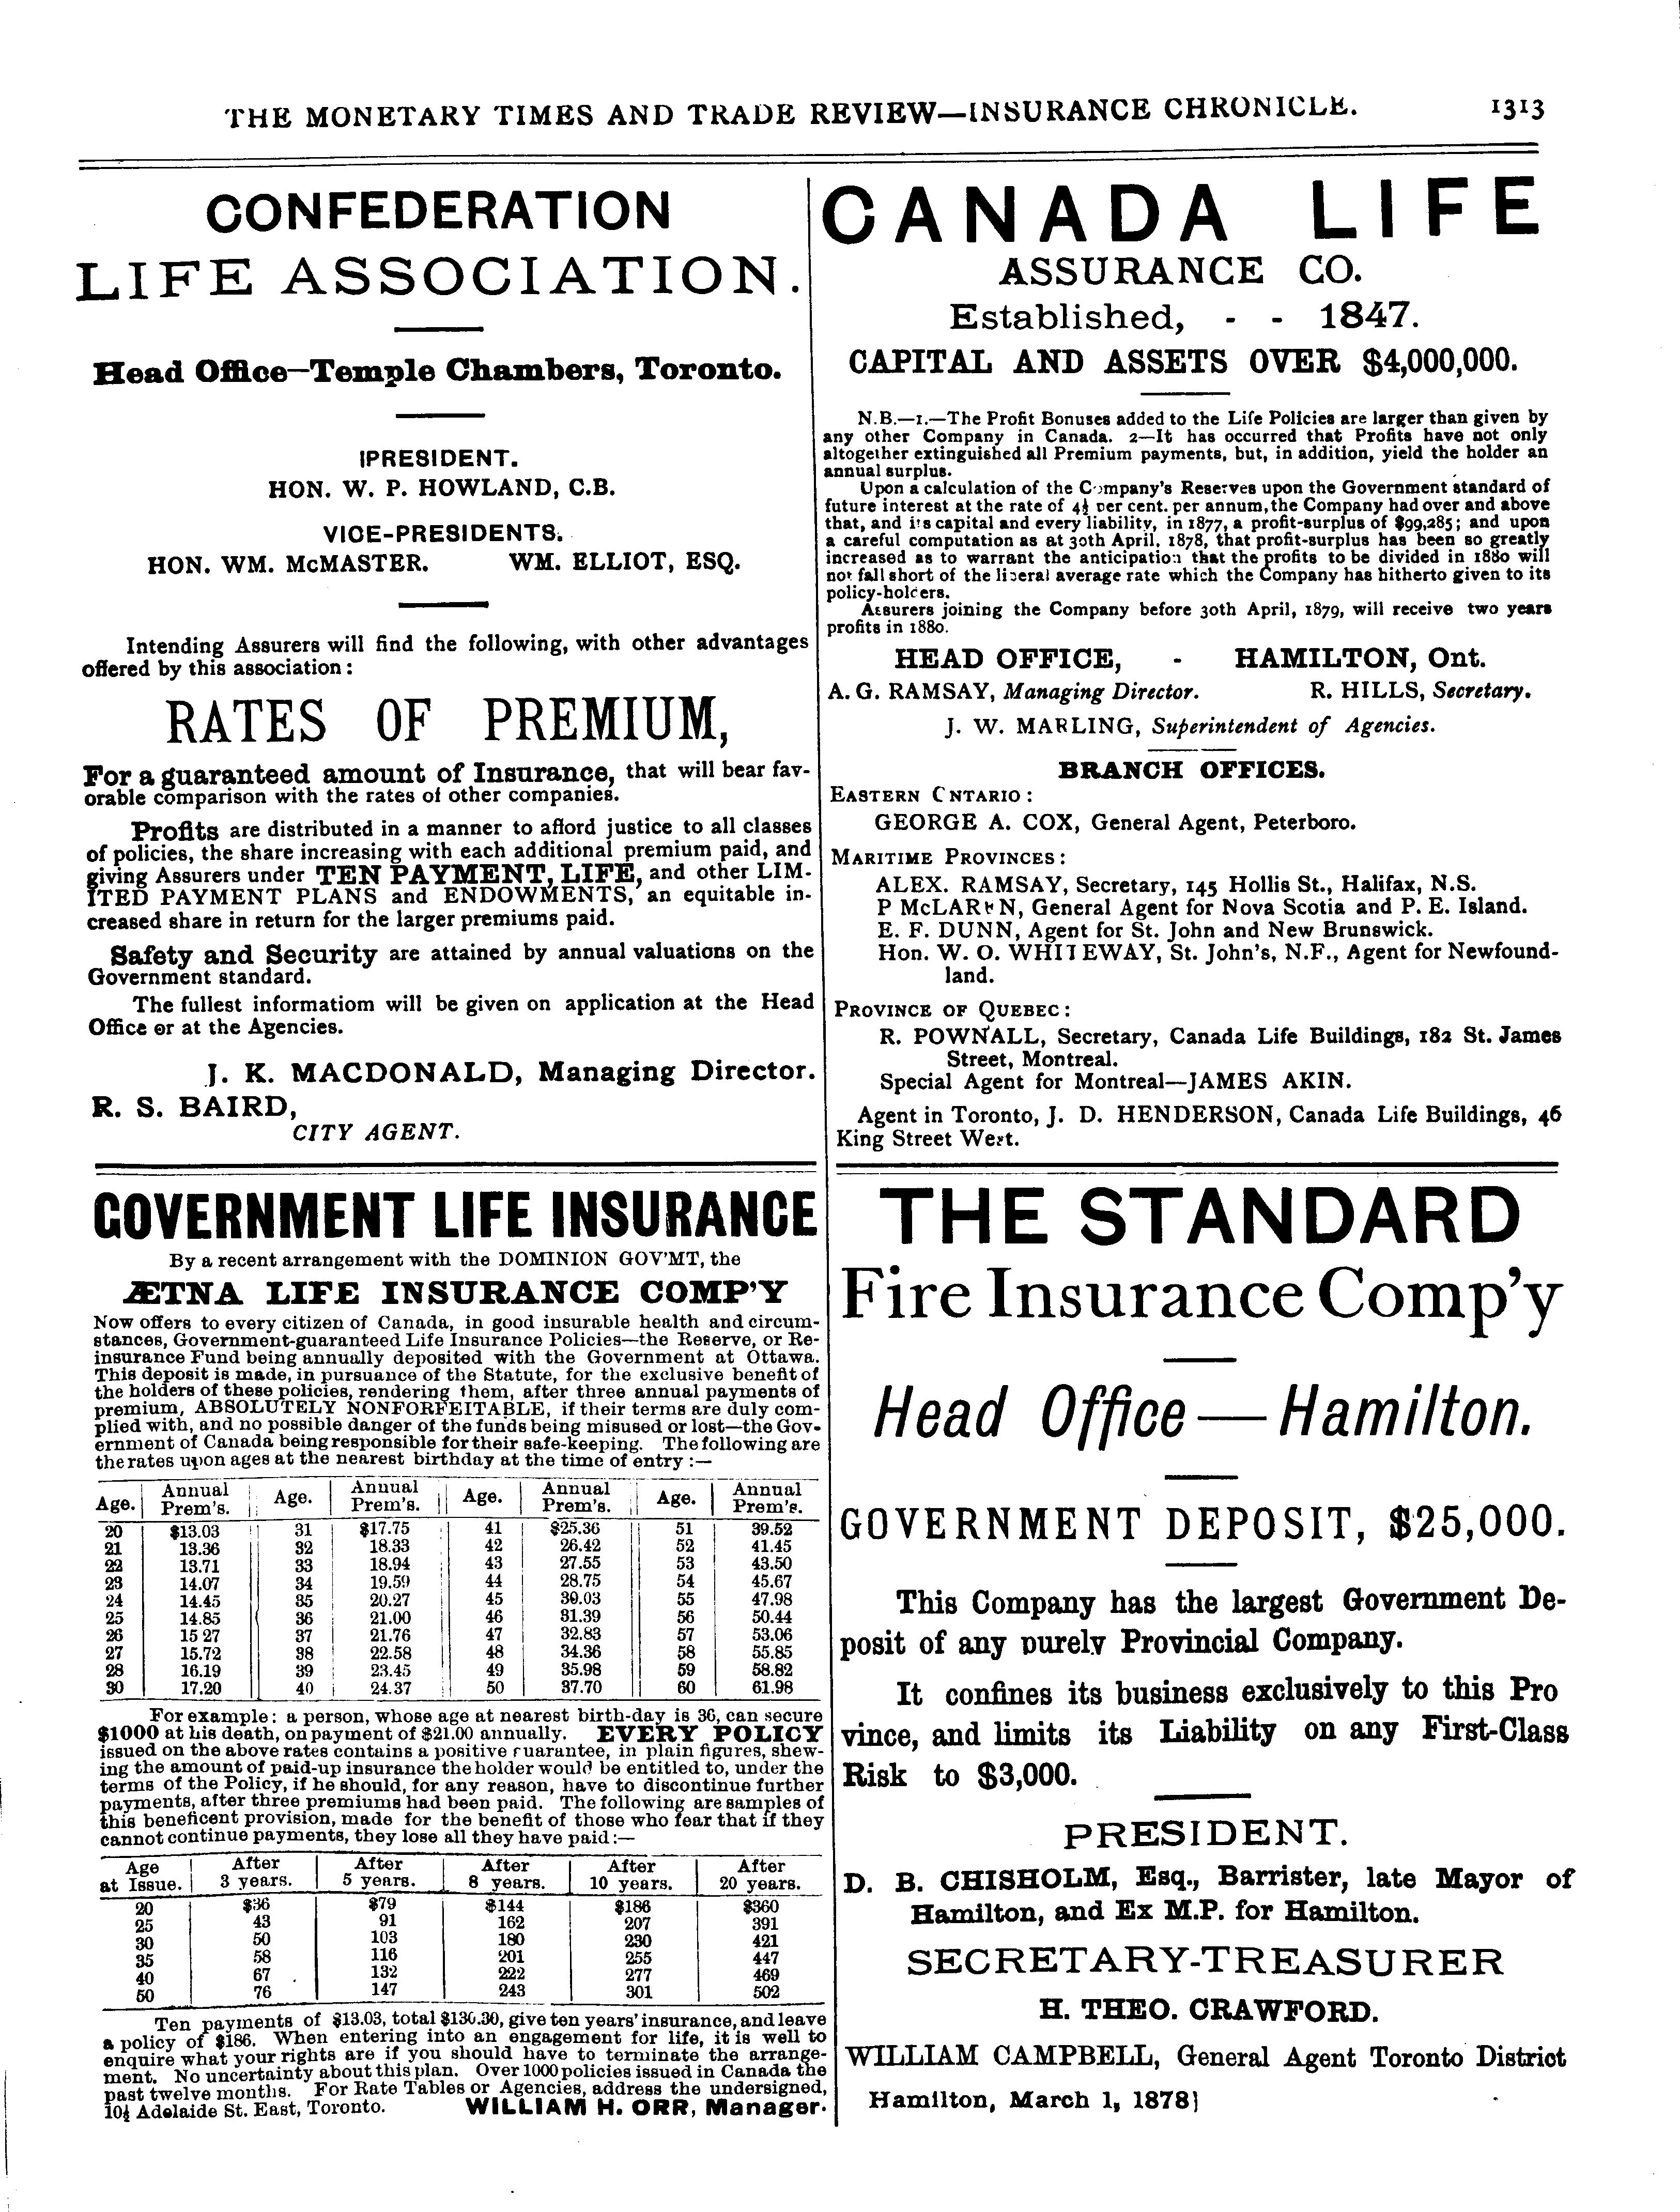 THE MONETARY TIMES AND TRADE REVIEW—INSURANCE CHRONICLE. 1313
CONFEDERATION
LIFE ASSOCIATION.
Head Office—Temple Chambers, Toronto.
PRESIDENT.
HON. W. P. HOWLAND, C.B.
VICE-PRESIDENTS.
HON. WM. McMASTER. WM. ELLIOT, ESQ.
Intending Assurers will find the following, with other advantages
offered by this association:
RATES OF PREMIUM,
For a guaranteed amount of Insurance, that will bear fav-
orable comparison with the rates of other companies.
Profits are distributed in a manner to afford justice to all classes
of policies, the share increasing with each additional premium paid, and
giving Assurers under TEN PAYMENT, LIFE, and other LIM-
ITED PAYMENT PLANS and ENDOWMENTS, an equitable in-
creased share in return for the larger premiums paid.
Safety and Security are attained by annual valuations on the
Government standard.
The fullest informatiom will be given on application at the Head
Office or at the Agencies.
J. K. MACDONALD, Managing Director.
R. S. BAIRD,
CITY AGENT.
CANADA LIFE
ASSURANCE CO.
Established, - - 1847.
CAPITAL AND ASSETS OVER $4,000,000.
N.B.—1.—The Profit Bonuses added to the Life Policies are larger than given by
any other Company in Canada. 2—It has occurred that Profits have not only
altogether extinguished all Premium payments, but, in addition, yield the holder an
annual surplus.
Upon a calculation of the Company's Reserves upon the Government standard of
future interest at the rate of 4½ per cent. per annum, the Company had over and above
that, and its capital and every liability, in 1877, a profit-surplus of $99,285; and upon
a careful computation as at 30th April, 1878, that profit-surplus has been so greatly
increased as to warrant the anticipation that the profits to be divided in 1880 will
not fall short of the liberal average rate which the Company has hitherto given to its
policy-holders.
Assurers joining the Company before 30th April, 1879, will receive two years
profits in 1880.
HEAD OFFICE, - HAMILTON, Ont.
A. G. RAMSAY, Managing Director. R. HILLS, Secretary.
J. W. MARLING, Superintendent of Agencies.
BRANCH OFFICES.
EASTERN ONTARIO:
GEORGE A. COX, General Agent, Peterboro.
MARITIME PROVINCES:
ALEX. RAMSAY, Secretary, 145 Hollis St., Halifax, N.S.
P McLAREN, General Agent for Nova Scotia and P. E. Island.
E. F. DUNN, Agent for St. John and New Brunswick.
Hon. W. O. WHITEWAY, St. John's, N.F., Agent for Newfound-
land.
PROVINCE OF QUEBEC:
R. POWNALL, Secretary, Canada Life Buildings, 182 St. James
Street, Montreal.
Special Agent for Montreal—JAMES AKIN.
Agent in Toronto, J. D. HENDERSON, Canada Life Buildings, 46
King Street West.
GOVERNMENT LIFE INSURANCE
By a recent arrangement with the DOMINION GOV'MT, the
ÆTNA LIFE INSURANCE COMP'Y
Now offers to every citizen of Canada, in good insurable health and circum-
stances, Government-guaranteed Life Insurance Policies—the Reserve, or Re-
insurance Fund being annually deposited with the Government at Ottawa.
This deposit is made, in pursuance of the Statute, for the exclusive benefit of
the holders of these policies, rendering them, after three annual payments of
premium, ABSOLUTELY NONFORFEITABLE, if their terms are duly com-
plied with, and no possible danger of the funds being misused or lost—the Gov-
ernment of Canada being responsible for their safe-keeping. The following are
the rates upon ages at the nearest birthday at the time of entry:—
Age. Annual Prem's. Age. Annual Prem's. Age. Annual Prem's. Age. Annual Prem's.
20 $13.03 31 $17.75 41 $25.36 51 39.52
21 13.36 32 18.33 42 26.42 52 41.45
22 13.71 33 18.94 43 27.55 53 43.50
23 14.07 34 19.59 44 28.75 54 45.67
24 14.45 35 20.27 45 30.03 55 47.98
25 14.85 36 21.00 46 31.39 56 50.44
26 15 27 37 21.76 47 32.83 57 53.06
27 15.72 38 22.58 48 34.36 58 55.85
28 16.19 39 23.45 49 35.98 59 58.82
30 17.20 40 24.37 50 37.70 60 61.98
For example: a person, whose age at nearest birth-day is 36, can secure
$1000 at his death, on payment of $21.00 annually. EVERY POLICY
issued on the above rates contains a positive guarantee, in plain figures, shew-
ing the amount of paid-up insurance the holder would be entitled to, under the
terms of the Policy, if he should, for any reason, have to discontinue further
payments, after three premiums had been paid. The following are samples of
this beneficent provision, made for the benefit of those who fear that if they
cannot continue payments, they lose all they have paid:—
Age at Issue. After 3 years. After 5 years. After 8 years. After 10 years. After 20 years.
20 $36 $79 $144 $186 $360
25 43 91 162 207 391
30 50 103 180 230 421
35 58 116 201 255 447
40 67 132 222 277 469
50 76 147 243 301 502
Ten payments of $13.03, total $130.30, give ten years' insurance, and leave
a policy of $186. When entering into an engagement for life, it is well to
enquire what your rights are if you should have to terminate the arrange-
ment. No uncertainty about this plan. Over 1000 policies issued in Canada the
past twelve months. For Rate Tables or Agencies, address the undersigned,
10½ Adelaide St. East, Toronto. WILLIAM H. ORR, Manager.
THE STANDARD
Fire Insurance Comp'y
Head Office—Hamilton.
GOVERNMENT DEPOSIT, $25,000.
This Company has the largest Government De-
posit of any purely Provincial Company.
It confines its business exclusively to this Pro
vince, and limits its Liability on any First-Class
Risk to $3,000.
PRESIDENT.
D. B. CHISHOLM, Esq., Barrister, late Mayor of
Hamilton, and Ex M.P. for Hamilton.
SECRETARY-TREASURER
H. THEO. CRAWFORD.
WILLIAM CAMPBELL, General Agent Toronto District
Hamilton, March 1, 1878]